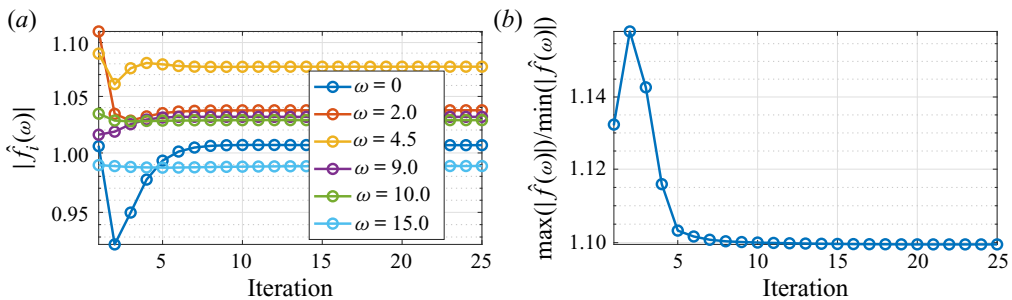 (a)
|f̂ᵢ(ω)|
1.10
1.05
1.00
0.95
5 10 15 20 25
Iteration
ω = 0
ω = 2.0
ω = 4.5
ω = 9.0
ω = 10.0
ω = 15.0
(b)
max(|f̂(ω)|)/min(|f̂(ω)|)
1.14
1.12
1.10
5 10 15 20 25
Iteration